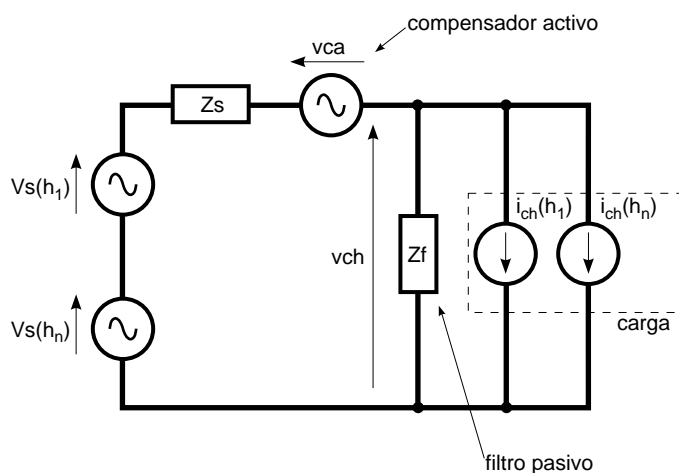 compensador activo
vca
Zs
Vs(h1)
ich(h1)
ich(hn)
vch
Zf
Vs(hn)
carga
filtro pasivo